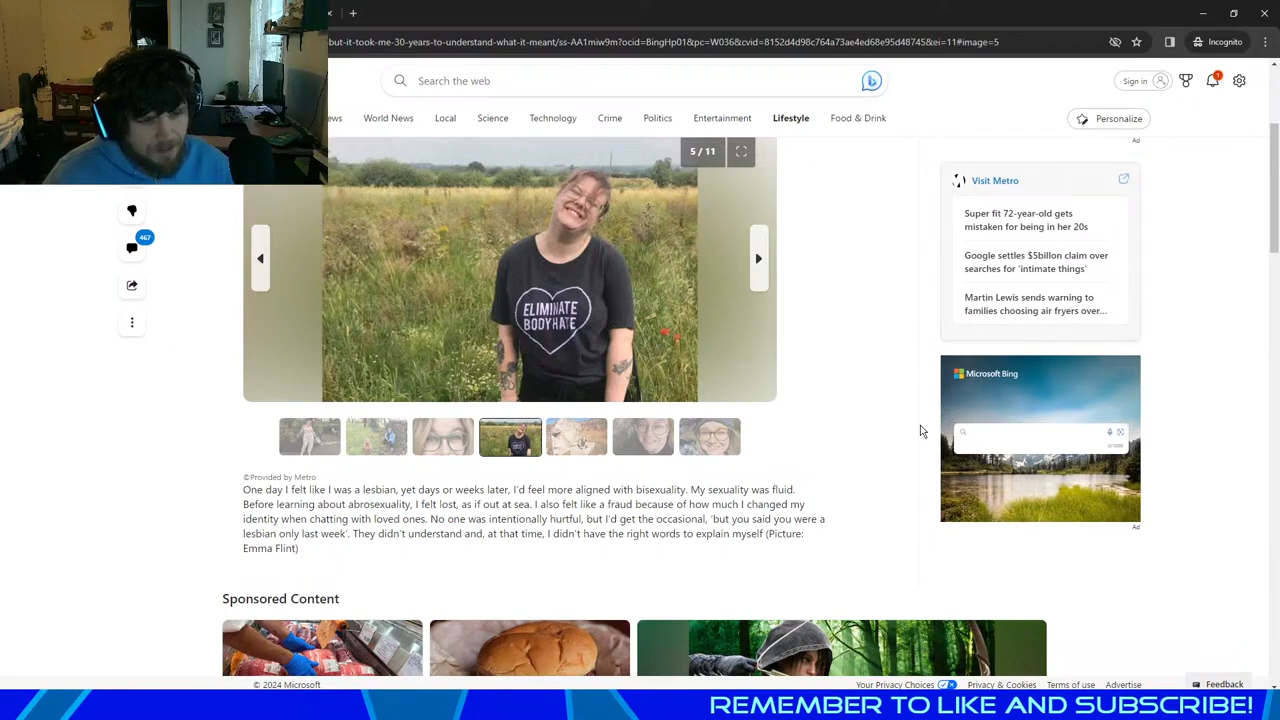 but-it-took-me-30-years-to-understand-what-it-meant/ss-AA1miw9m?ocid=BingHp01&pc=W036&cvid=8152d4d98c764a73ae4ed68e95d48745&ei=11#image=5
Incognito
Search the web
Sign in
1
World News
Local
Science
Technology
Crime
Politics
Entertainment
Lifestyle
Food & Drink
Personalize
5 / 11
Ad
Visit Metro
Super fit 72-year-old gets
mistaken for being in her 20s
Google settles $5billon claim over
searches for ‘intimate things’
Martin Lewis sends warning to
families choosing air fryers over...
467
ELIMINATE
BODYHATE
Microsoft Bing
Ad
©Provided by Metro
One day I felt like I was a lesbian, yet days or weeks later, I'd feel more aligned with bisexuality. My sexuality was fluid.
Before learning about abrosexuality, I felt lost, as if out at sea. I also felt like a fraud because of how much I changed my
identity when chatting with loved ones. No one was intentionally hurtful, but I'd get the occasional, 'but you said you were a
lesbian only last week'. They didn't understand and, at that time, I didn't have the right words to explain myself (Picture:
Emma Flint)
Sponsored Content
© 2024 Microsoft
Your Privacy Choices
Privacy & Cookies
Terms of use
Advertise
Feedback
REMEMBER TO LIKE AND SUBSCRIBE!